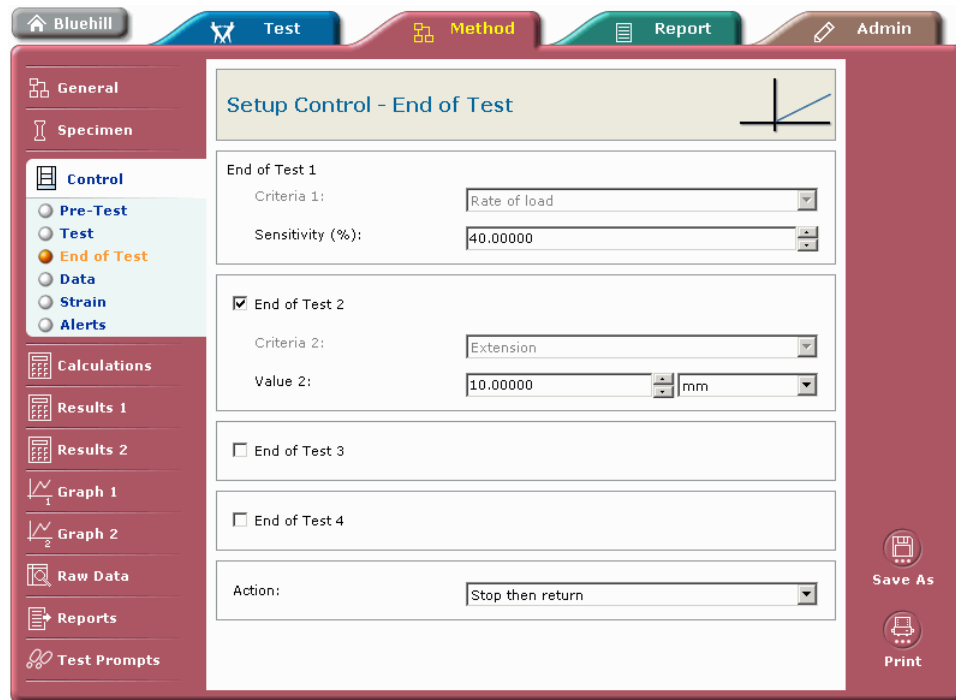 Bluehill
Test
Method
Report
Admin
General
Specimen
Control
Pre-Test
Test
End of Test
Data
Strain
Alerts
Calculations
Results 1
Results 2
Graph 1
1
Graph 2
2
Raw Data
Reports
Test Prompts
Setup Control - End of Test
End of Test 1
Criteria 1: Rate of load
Sensitivity (%): 40.00000
End of Test 2
Criteria 2: Extension
Value 2: 10.00000 mm
End of Test 3
End of Test 4
Action: Stop then return
Save As
Print